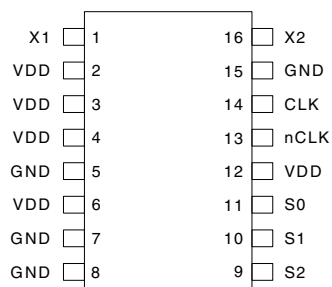 X1 1 16 X2
VDD 2 15 GND
VDD 3 14 CLK
VDD 4 13 nCLK
GND 5 12 VDD
VDD 6 11 S0
GND 7 10 S1
GND 8 9 S2